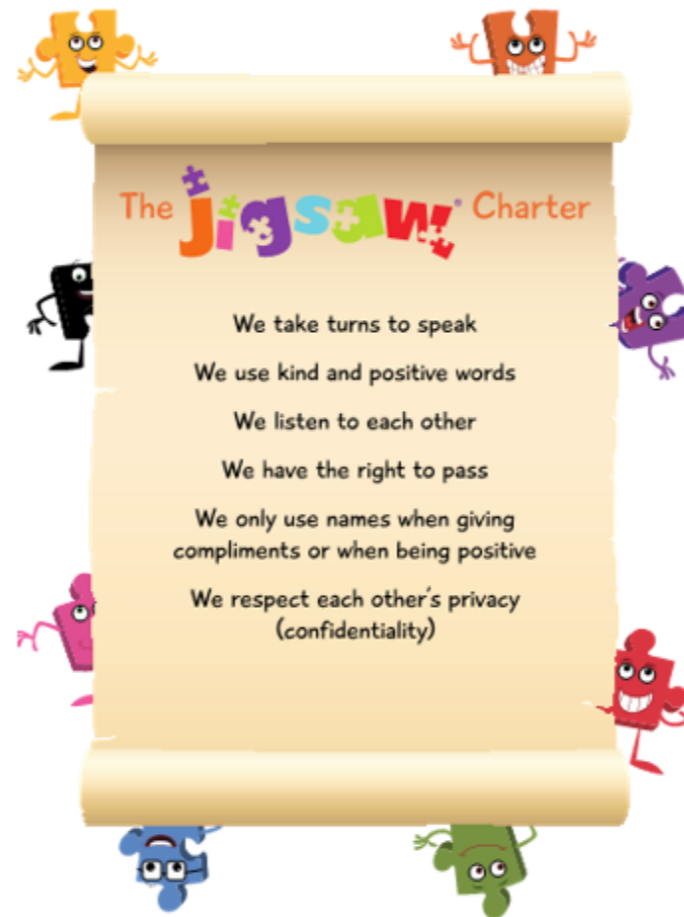 The jigsaw® Charter
We take turns to speak
We use kind and positive words
We listen to each other
We have the right to pass
We only use names when giving
compliments or when being positive
We respect each other's privacy
(confidentiality)